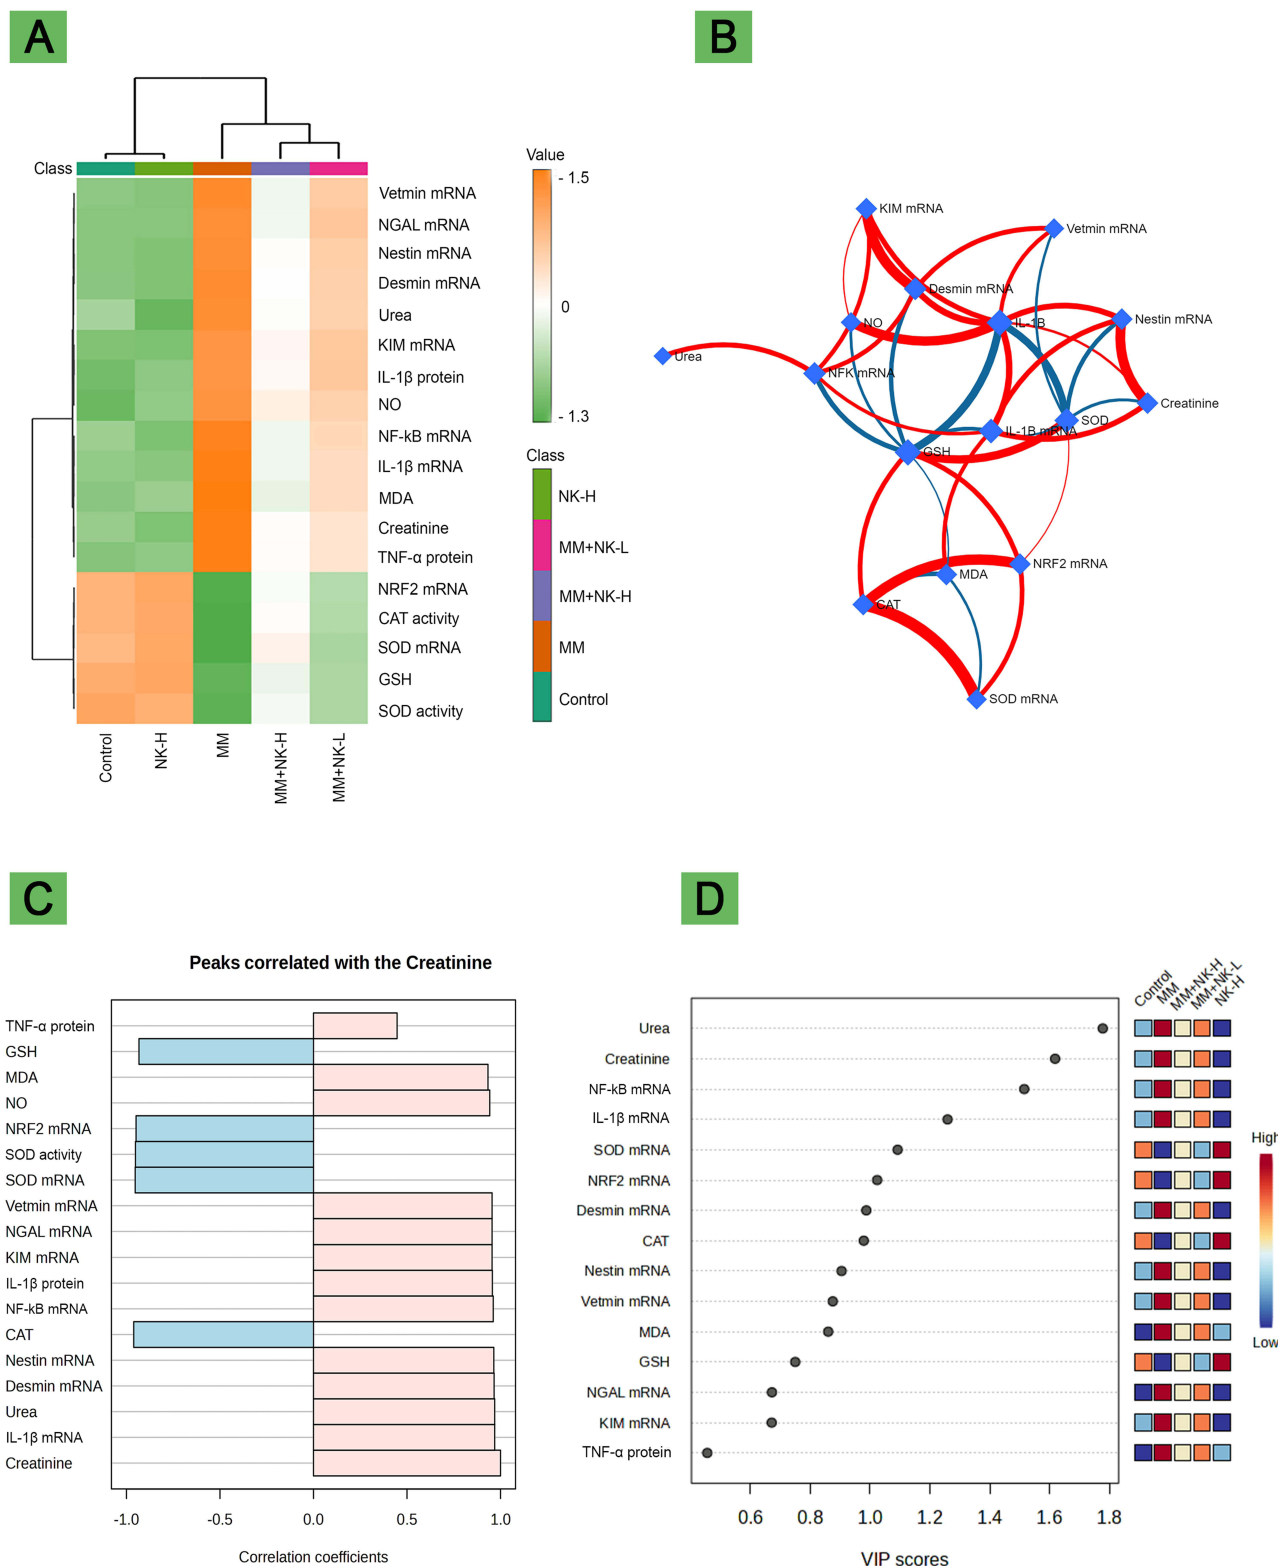 A
B
Class
Vetmin mRNA
NGAL mRNA
Nestin mRNA
Desmin mRNA
Urea
KIM mRNA
IL-1β protein
NO
NF-kB mRNA
IL-1β mRNA
MDA
Creatinine
TNF-α protein
NRF2 mRNA
CAT activity
SOD mRNA
GSH
SOD activity
Control
NK-H
MM
MM+NK-H
MM+NK-L
Value
- 1.5
0
- 1.3
Class
NK-H
MM+NK-L
MM+NK-H
MM
Control
KIM mRNA
Vetmin mRNA
Desmin mRNA
NO
IL-1B
Nestin mRNA
Urea
NFK mRNA
Creatinine
SOD
IL-1B mRNA
GSH
NRF2 mRNA
MDA
CAT
SOD mRNA
C
D
Peaks correlated with the Creatinine
TNF-α protein
GSH
MDA
NO
NRF2 mRNA
SOD activity
SOD mRNA
Vetmin mRNA
NGAL mRNA
KIM mRNA
IL-1β protein
NF-kB mRNA
CAT
Nestin mRNA
Desmin mRNA
Urea
IL-1β mRNA
Creatinine
-1.0 -0.5 0.0 0.5 1.0
Correlation coefficients
Control
MM
MM+NK-H
MM+NK-L
NK-H
Urea
Creatinine
NF-kB mRNA
IL-1β mRNA
SOD mRNA
NRF2 mRNA
Desmin mRNA
CAT
Nestin mRNA
Vetmin mRNA
MDA
GSH
NGAL mRNA
KIM mRNA
TNF-α protein
0.6 0.8 1.0 1.2 1.4 1.6 1.8
VIP scores
High
Low